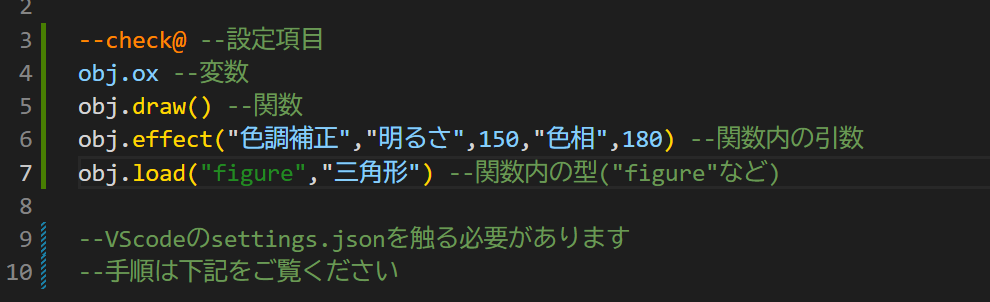 2
3 --check@ --設定項目
4 obj.ox --変数
5 obj.draw() --関数
6 obj.effect("色調補正","明るさ",150,"色相",180) --関数内の引数
7 obj.load("figure","三角形") --関数内の型("figure"など)
8
9 --VScodeのsettings.jsonを触る必要があります
10 --手順は下記をご覧ください